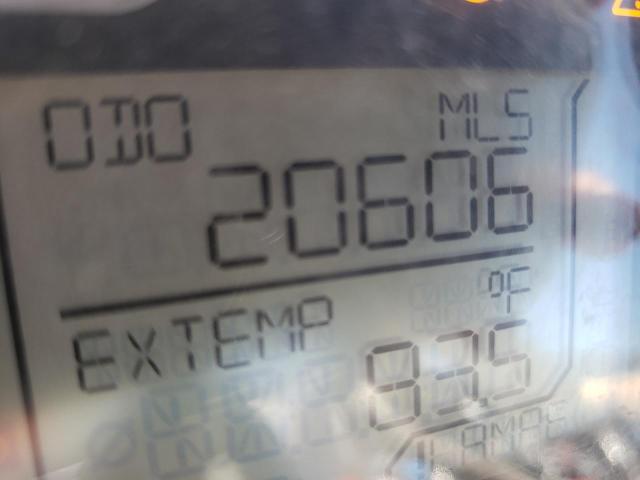 ODO MLS
20606
EXTEMP °F
93.5